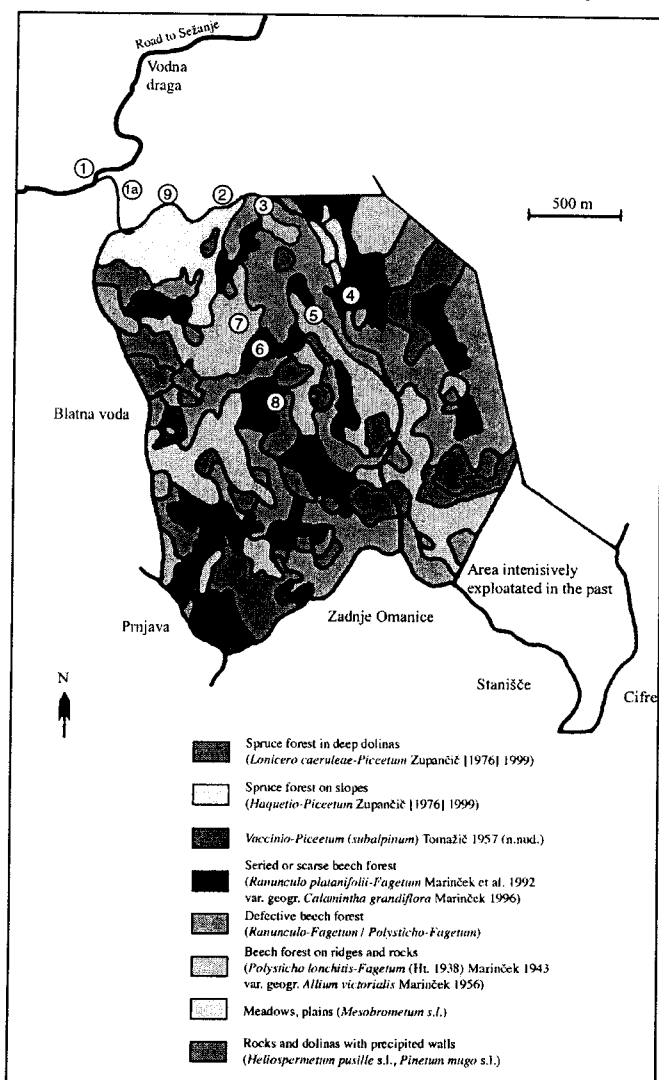 Road to Sežanje
Vodna
draga
1
1a
9
2
3
500 m
4
5
7
6
8
Blatna voda
Area intenisively
exploatated in the past
Prnjava
Zadnje Omanice
Stanišče
Cifre
N
Spruce forest in deep dolinas
(Lonicero caeruleae-Piceetum Zupančič [1976] 1999)
Spruce forest on slopes
(Haquetio-Piceetum Zupančič [1976] 1999)
Vaccinio-Piceetum (subalpinum) Tomažič 1957 (n.nud.)
Seried or scarse beech forest
(Ranunculo platanifolii-Fagetum Marinček et al. 1992
var. geogr. Calamintha grandiflora Marinček 1996)
Defective beech forest
(Ranunculo-Fagetum / Polysticho-Fagetum)
Beech forest on ridges and rocks
(Polysticho lonchitis-Fagetum (Ht. 1938) Marinček 1943
var. geogr. Allium victorialis Marinček 1956)
Meadows, plains (Mesobrometum s.l.)
Rocks and dolinas with precipited walls
(Heliospermetum pusille s.l., Pinetum mugo s.l.)